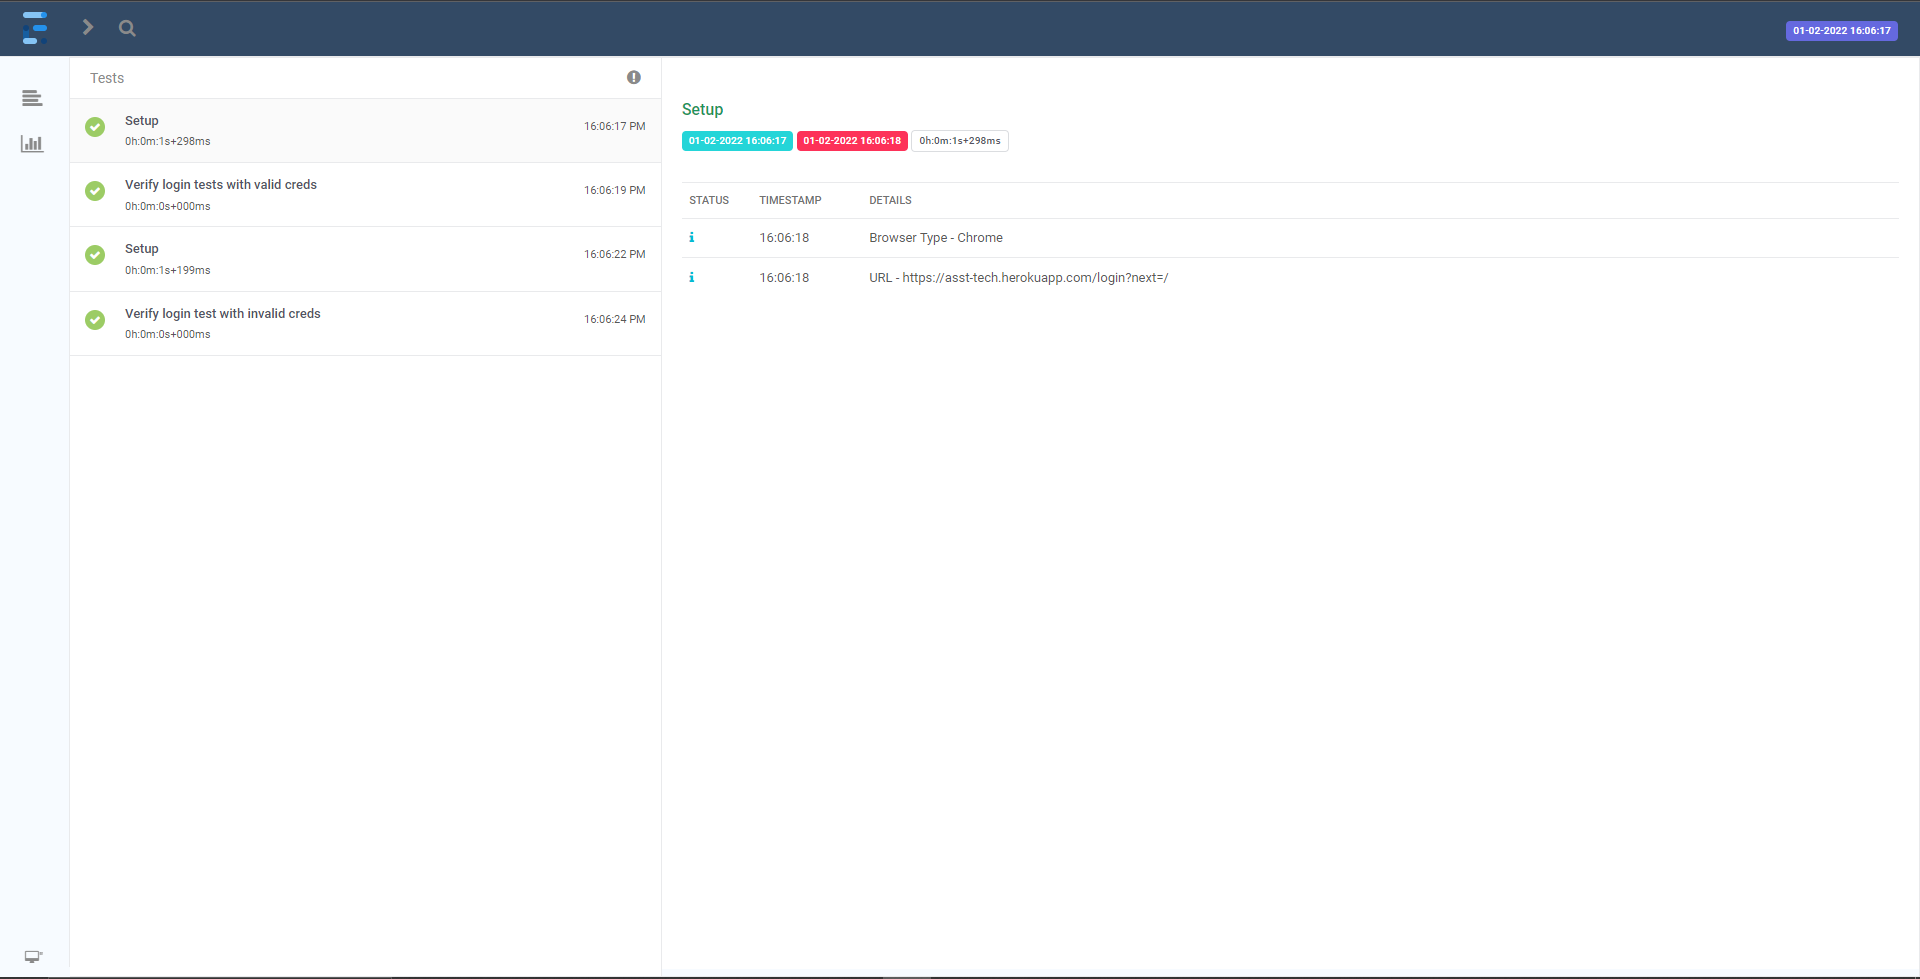 01-02-2022 16:06:17
Tests
Setup
16:06:17 PM
0h:0m:1s+298ms
Verify login tests with valid creds
16:06:19 PM
0h:0m:0s+000ms
Setup
16:06:22 PM
0h:0m:1s+199ms
Verify login test with invalid creds
16:06:24 PM
0h:0m:0s+000ms
Setup
01-02-2022 16:06:17 01-02-2022 16:06:18 0h:0m:1s+298ms
STATUS TIMESTAMP DETAILS
16:06:18 Browser Type - Chrome
16:06:18 URL - https://asst-tech.herokuapp.com/login?next=/